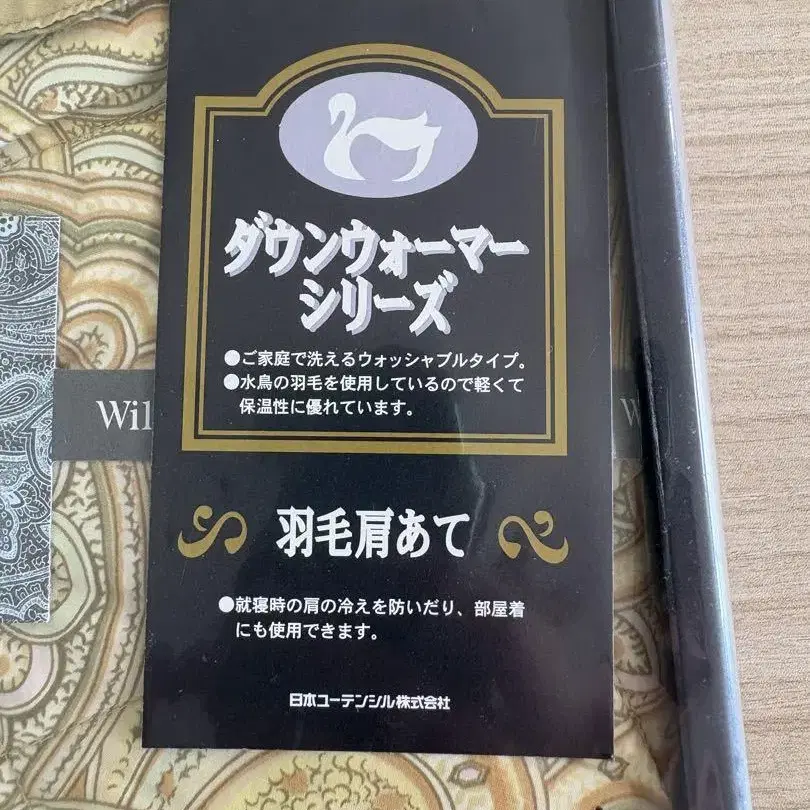 ダウンウォーマー
シリーズ
●ご家庭で洗えるウォッシャブルタイプ。
●水鳥の羽毛を使用しているので軽くて
保温性に優れています。
Wil
W
羽毛肩あて
●就寝時の肩の冷えを防いだり、部屋着
にも使用できます。
日本ユーテンシル株式会社